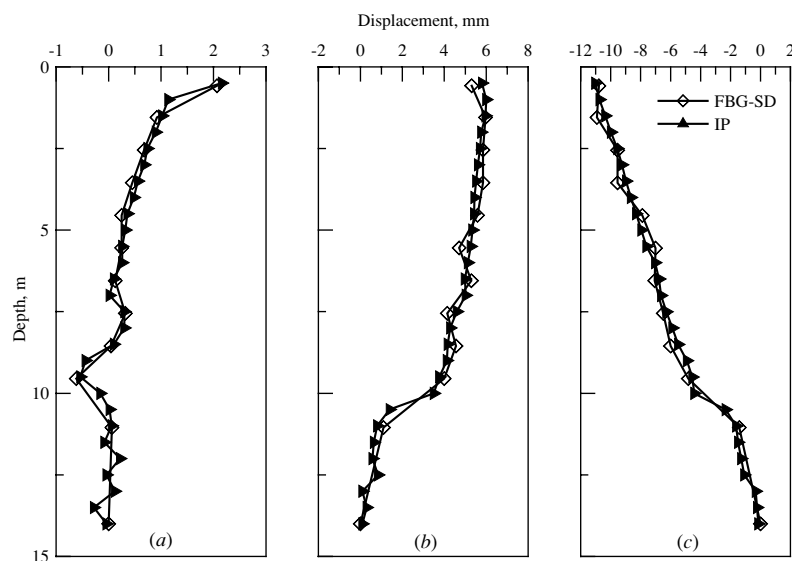 Displacement, mm
-1 0 1 2 3
-2 0 2 4 6 8
-12 -10 -8 -6 -4 -2 0
0
FBG-SD
IP
5
Depth, m
10
15
(a)
(b)
(c)